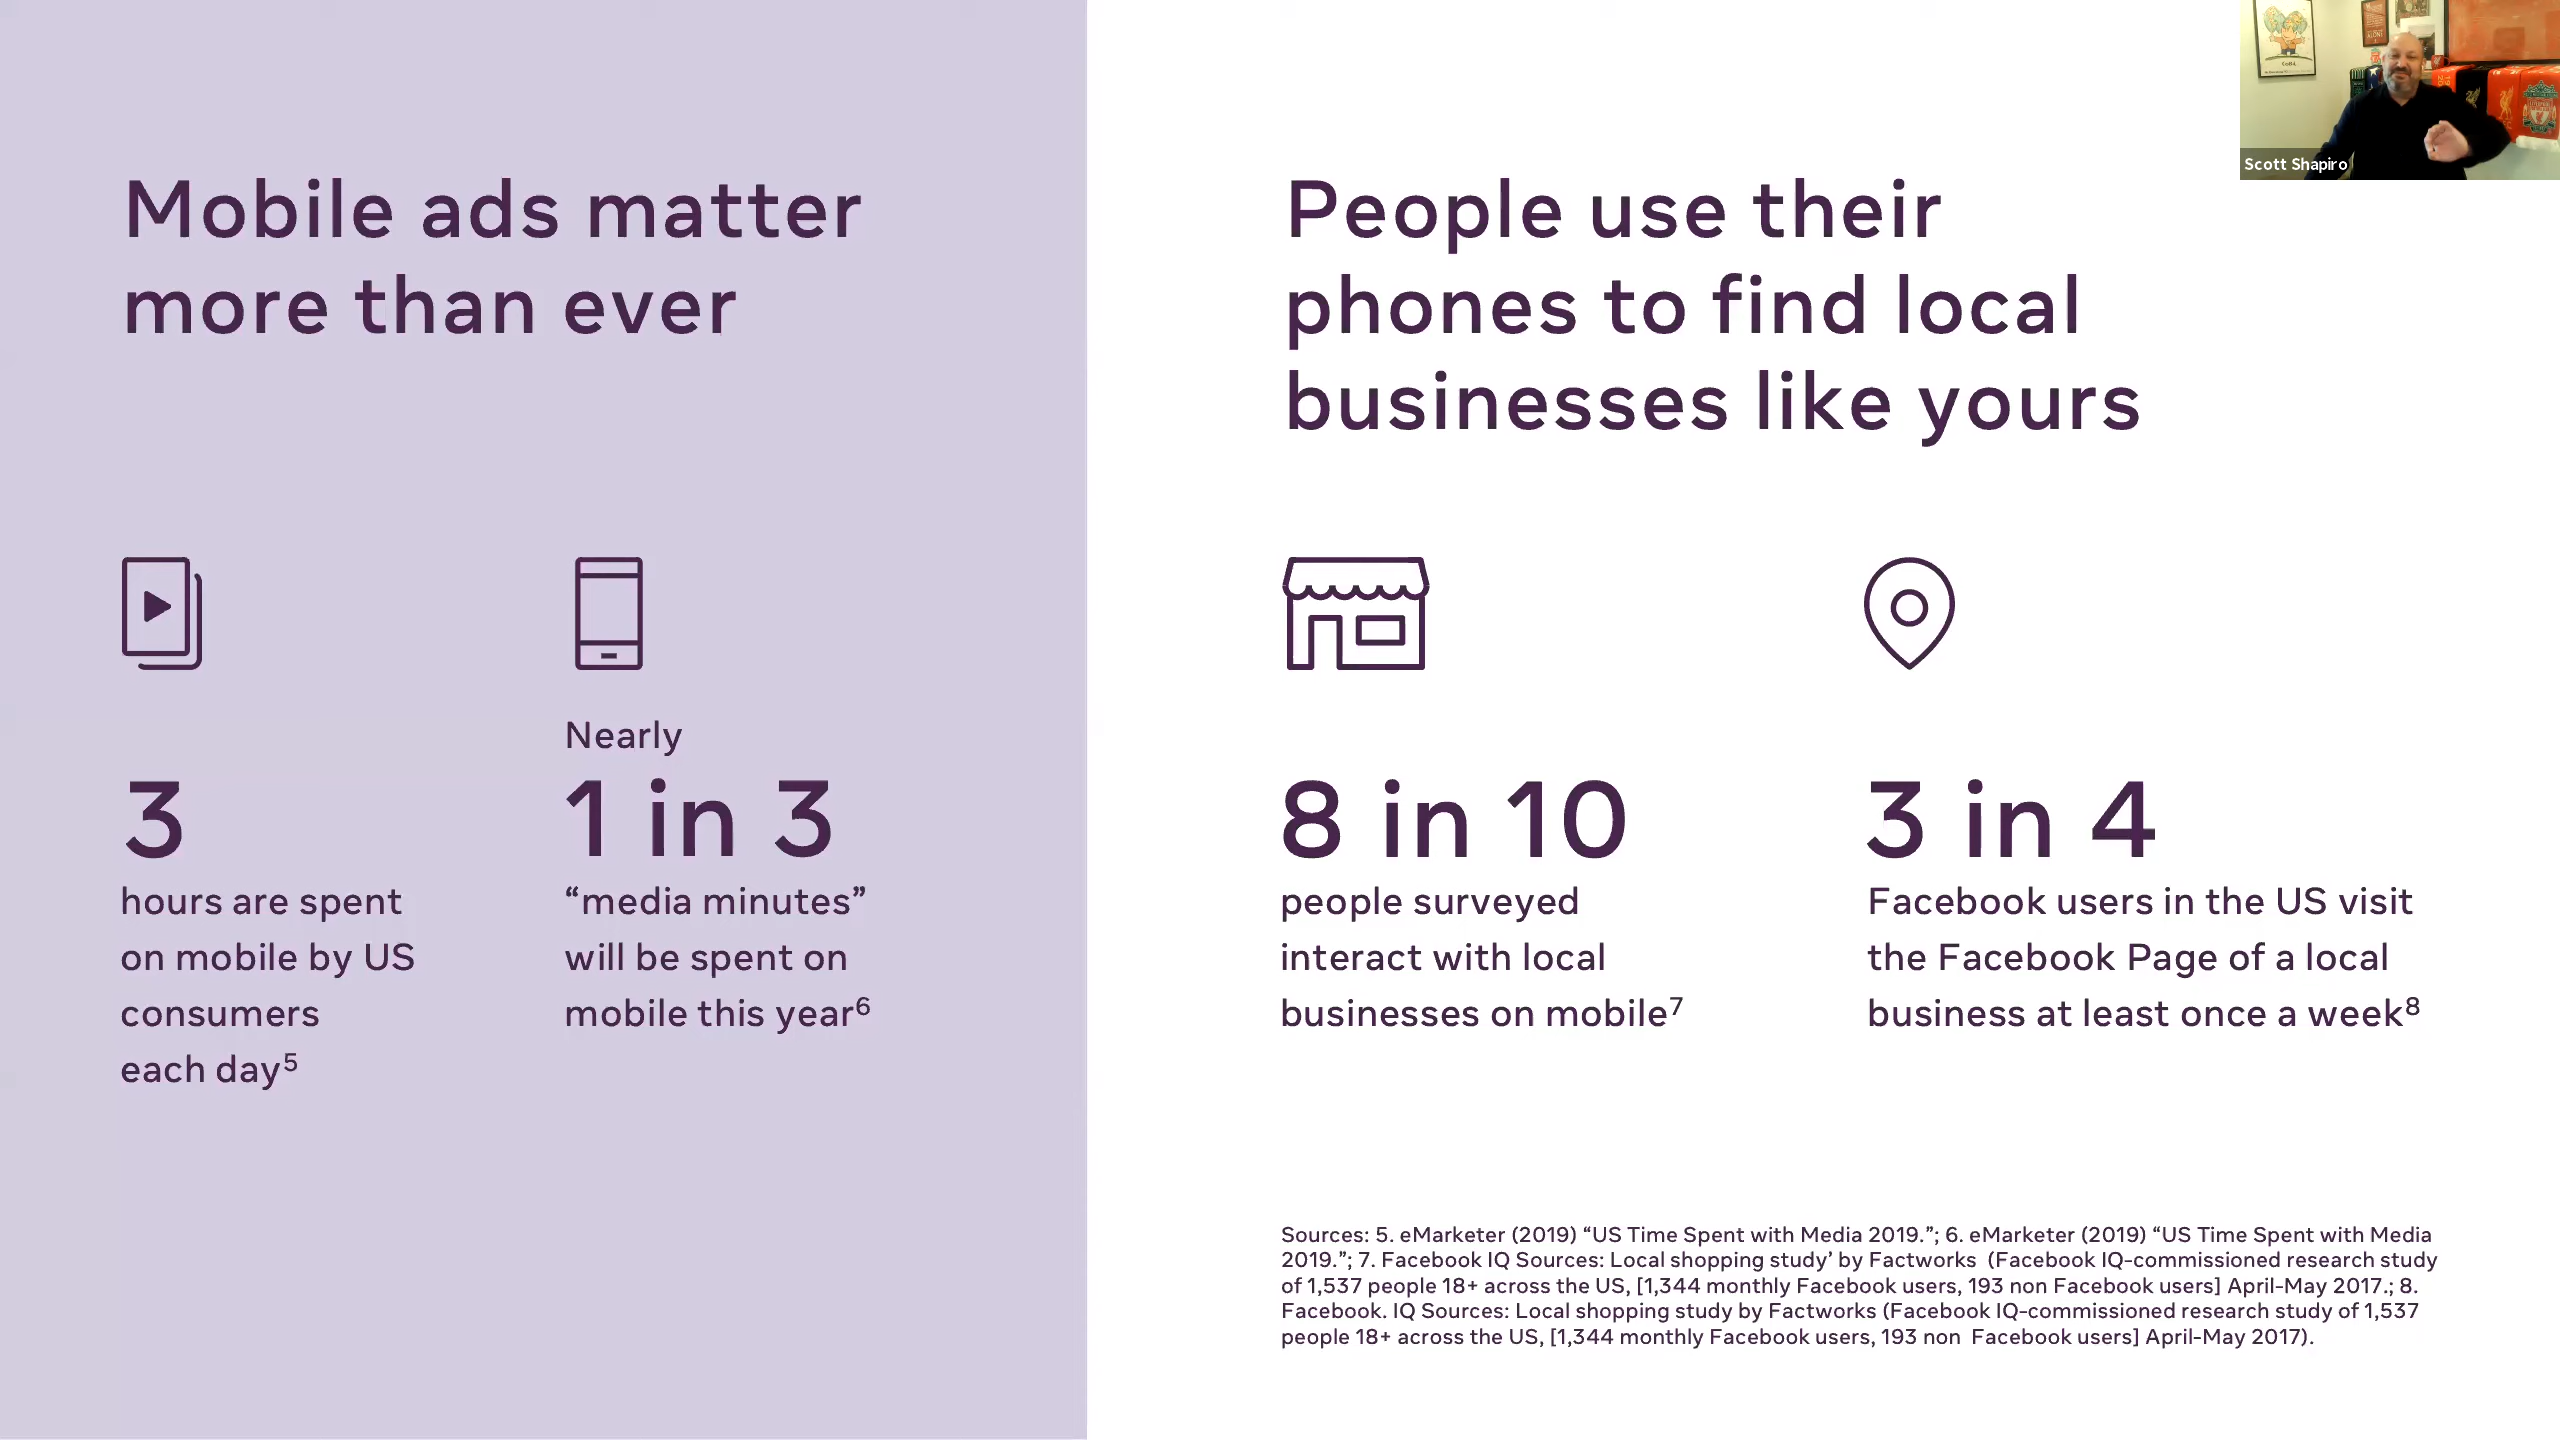 Mobile ads matter
more than ever
3
hours are spent
on mobile by US
consumers
each day⁵
Nearly
1 in 3
“media minutes”
will be spent on
mobile this year⁶
People use their
phones to find local
businesses like yours
8 in 10
people surveyed
interact with local
businesses on mobile⁷
3 in 4
Facebook users in the US visit
the Facebook Page of a local
business at least once a week⁸
Sources: 5. eMarketer (2019) “US Time Spent with Media 2019.”; 6. eMarketer (2019) “US Time Spent with Media
2019.”; 7. Facebook IQ Sources: Local shopping study’ by Factworks (Facebook IQ-commissioned research study
of 1,537 people 18+ across the US, [1,344 monthly Facebook users, 193 non Facebook users] April-May 2017.; 8.
Facebook. IQ Sources: Local shopping study by Factworks (Facebook IQ-commissioned research study of 1,537
people 18+ across the US, [1,344 monthly Facebook users, 193 non Facebook users] April-May 2017).
Scott Shapiro